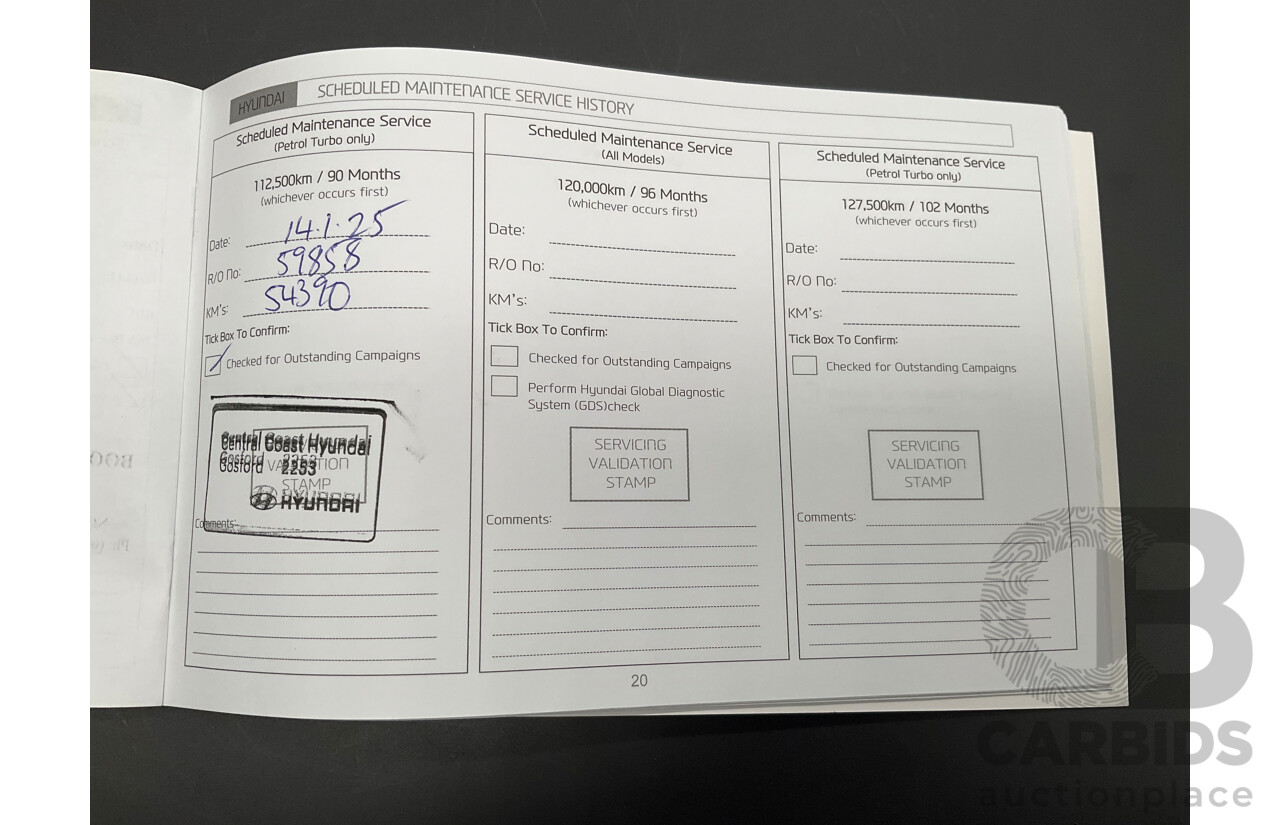 HYUNDAI SCHEDULED MAINTENANCE SERVICE HISTORY
Scheduled Maintenance Service
(Petrol Turbo only)
112,500km / 90 Months
(whichever occurs first)
Date: 14.1.25
R/O No: 59858
KM's: 54390
Tick Box To Confirm:
Checked for Outstanding Campaigns
Central Coast Hyundai
Gosford 2253
VALIDATION
STAMP
HYUNDAI
Comments:
Scheduled Maintenance Service
(All Models)
120,000km / 96 Months
(whichever occurs first)
Date:
R/O No:
KM's:
Tick Box To Confirm:
Checked for Outstanding Campaigns
Perform Hyundai Global Diagnostic
System (GDS)check
SERVICING
VALIDATION
STAMP
Comments:
Scheduled Maintenance Service
(Petrol Turbo only)
127,500km / 102 Months
(whichever occurs first)
Date:
R/O No:
KM's:
Tick Box To Confirm:
Checked for Outstanding Campaigns
SERVICING
VALIDATION
STAMP
Comments:
20
CB
CARBIDS
auctionplace